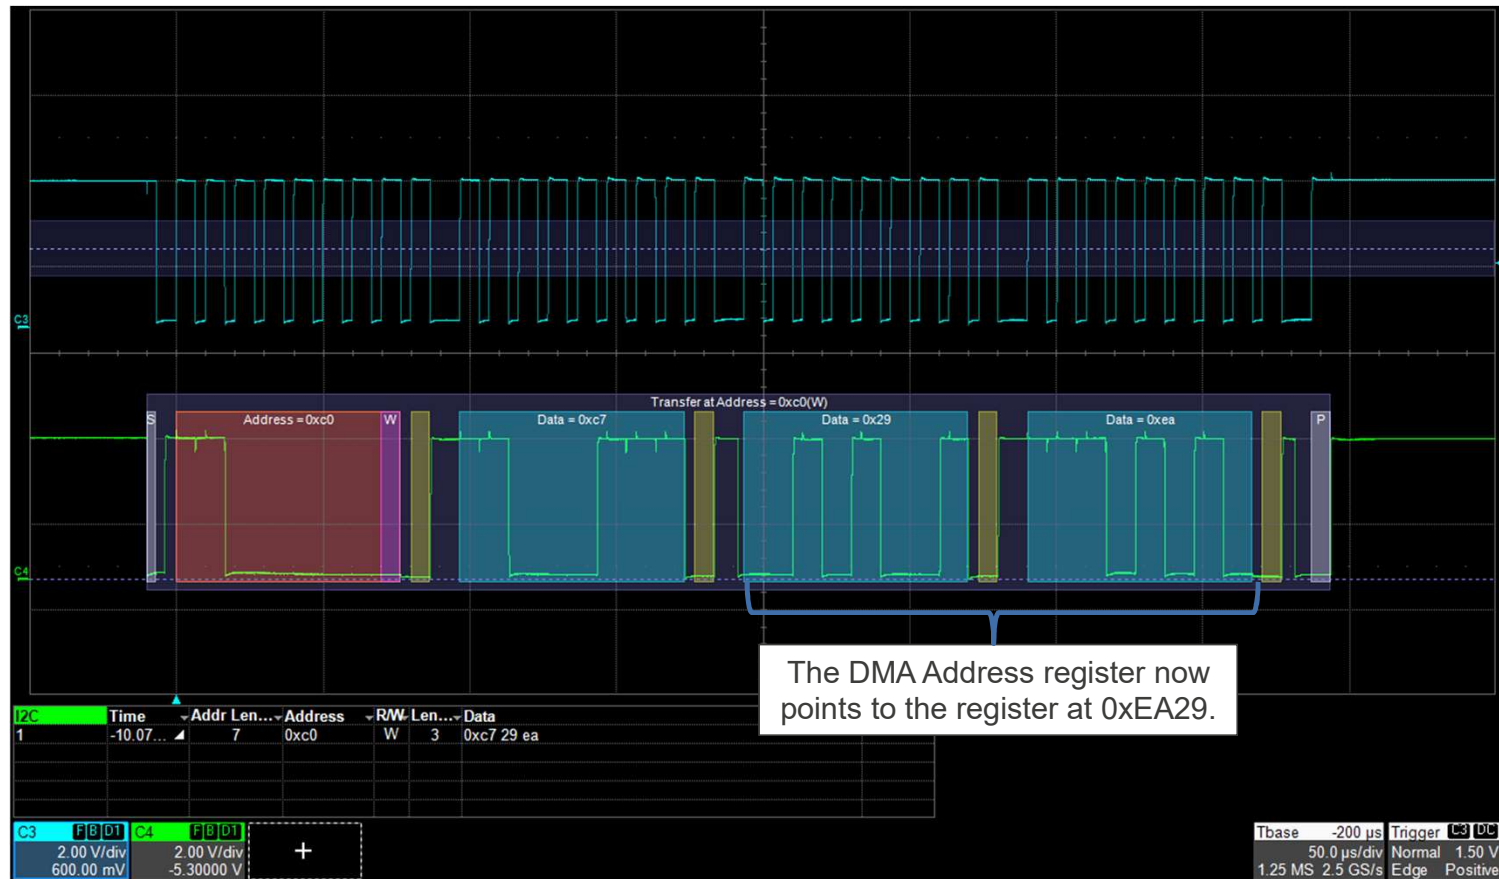 C3
Transfer at Address=0xc0(W)
S Address=0xc0 W Data = 0xc7 Data = 0x29 Data = 0xea P
C4
The DMA Address register now
points to the register at 0xEA29.
I2C Time Addr Len... Address R/W Len... Data
1 -10.07... 7 0xc0 W 3 0xc7 29 ea
C3 F B D1 C4 F B D1
2.00 V/div 2.00 V/div +
600.00 mV -5.30000 V
Tbase -200 µs Trigger C3 DC
50.0 µs/div Normal 1.50 V
1.25 MS 2.5 GS/s Edge Positive